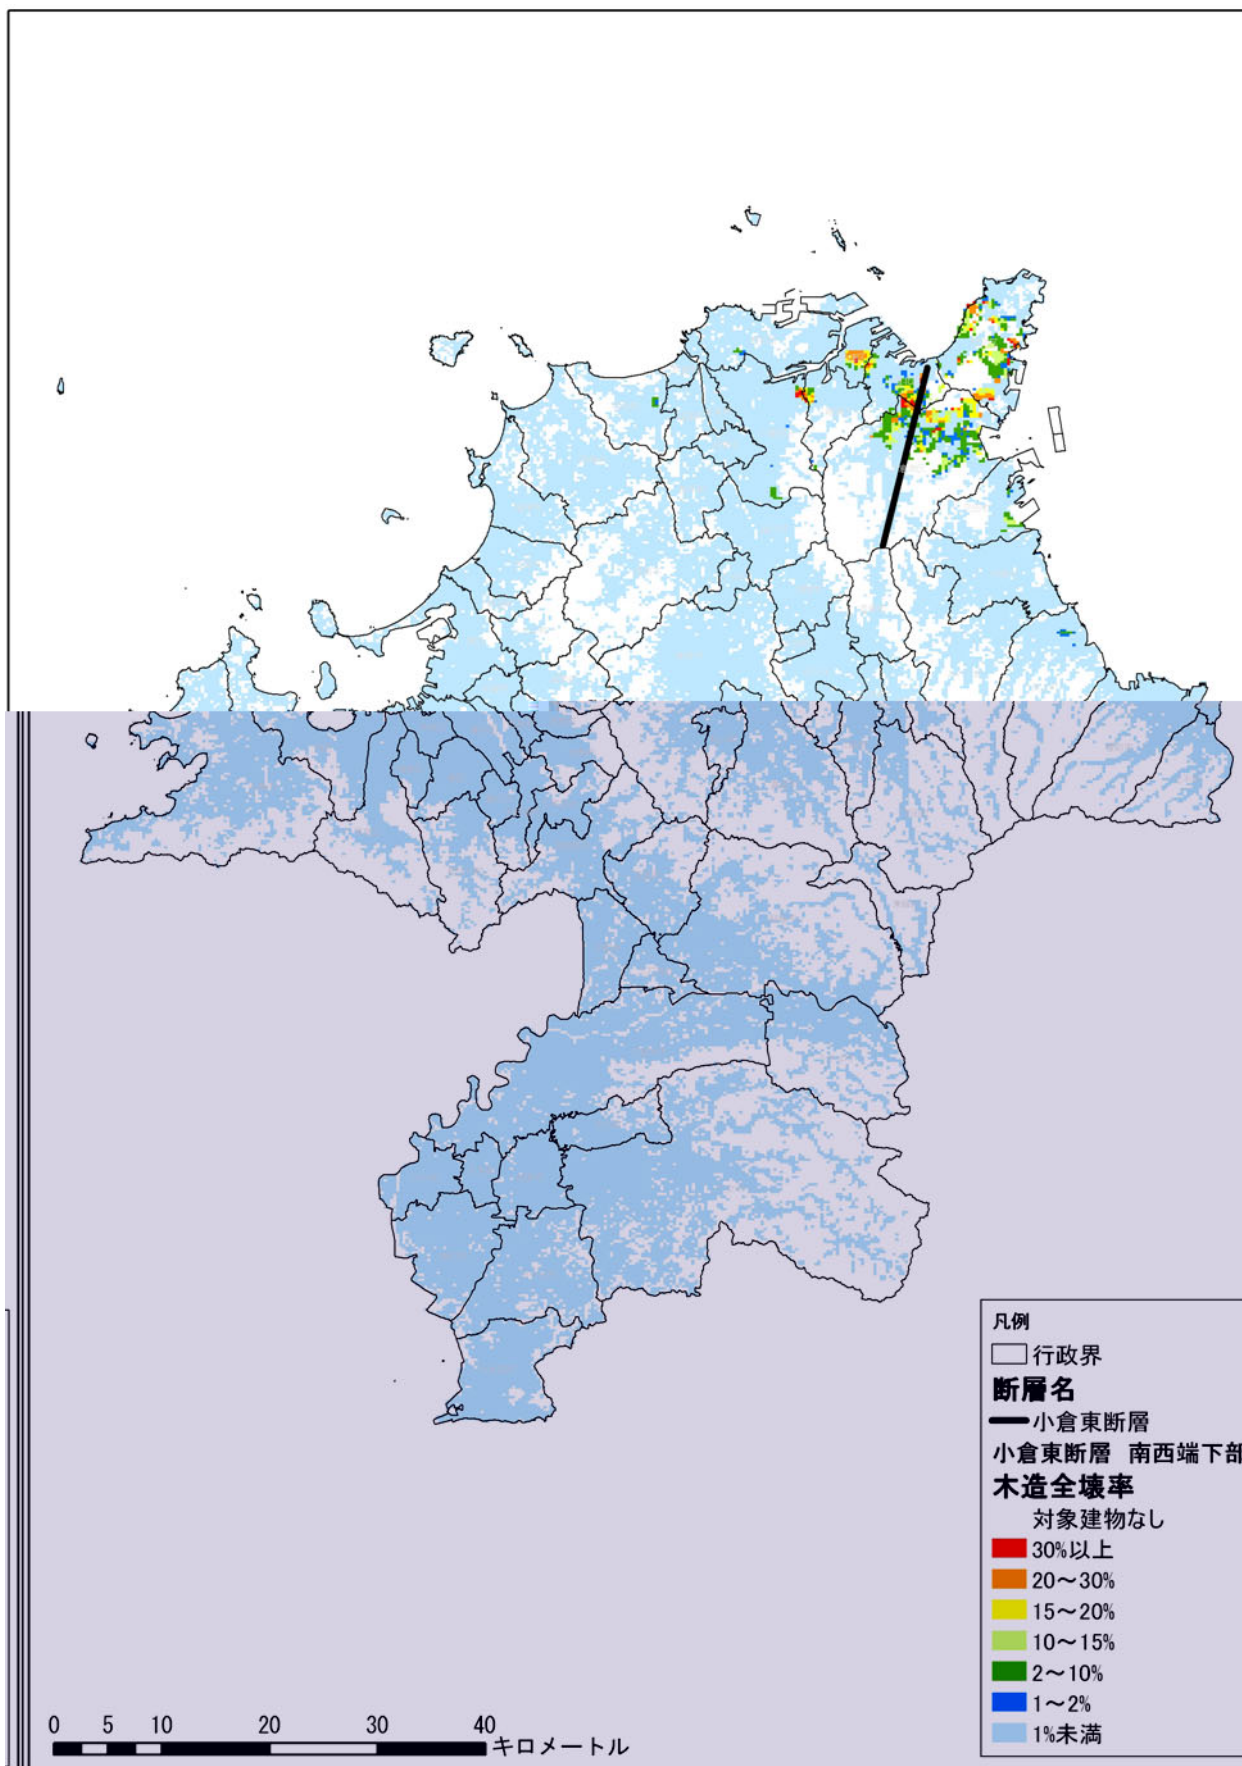 凡例
行政界
断層名
小倉東断層
小倉東断層 南西端下部
木造全壊率
対象建物なし
30%以上
20～30%
15～20%
10～15%
2～10%
1～2%
1%未満
0 5 10 20 30 40
キロメートル